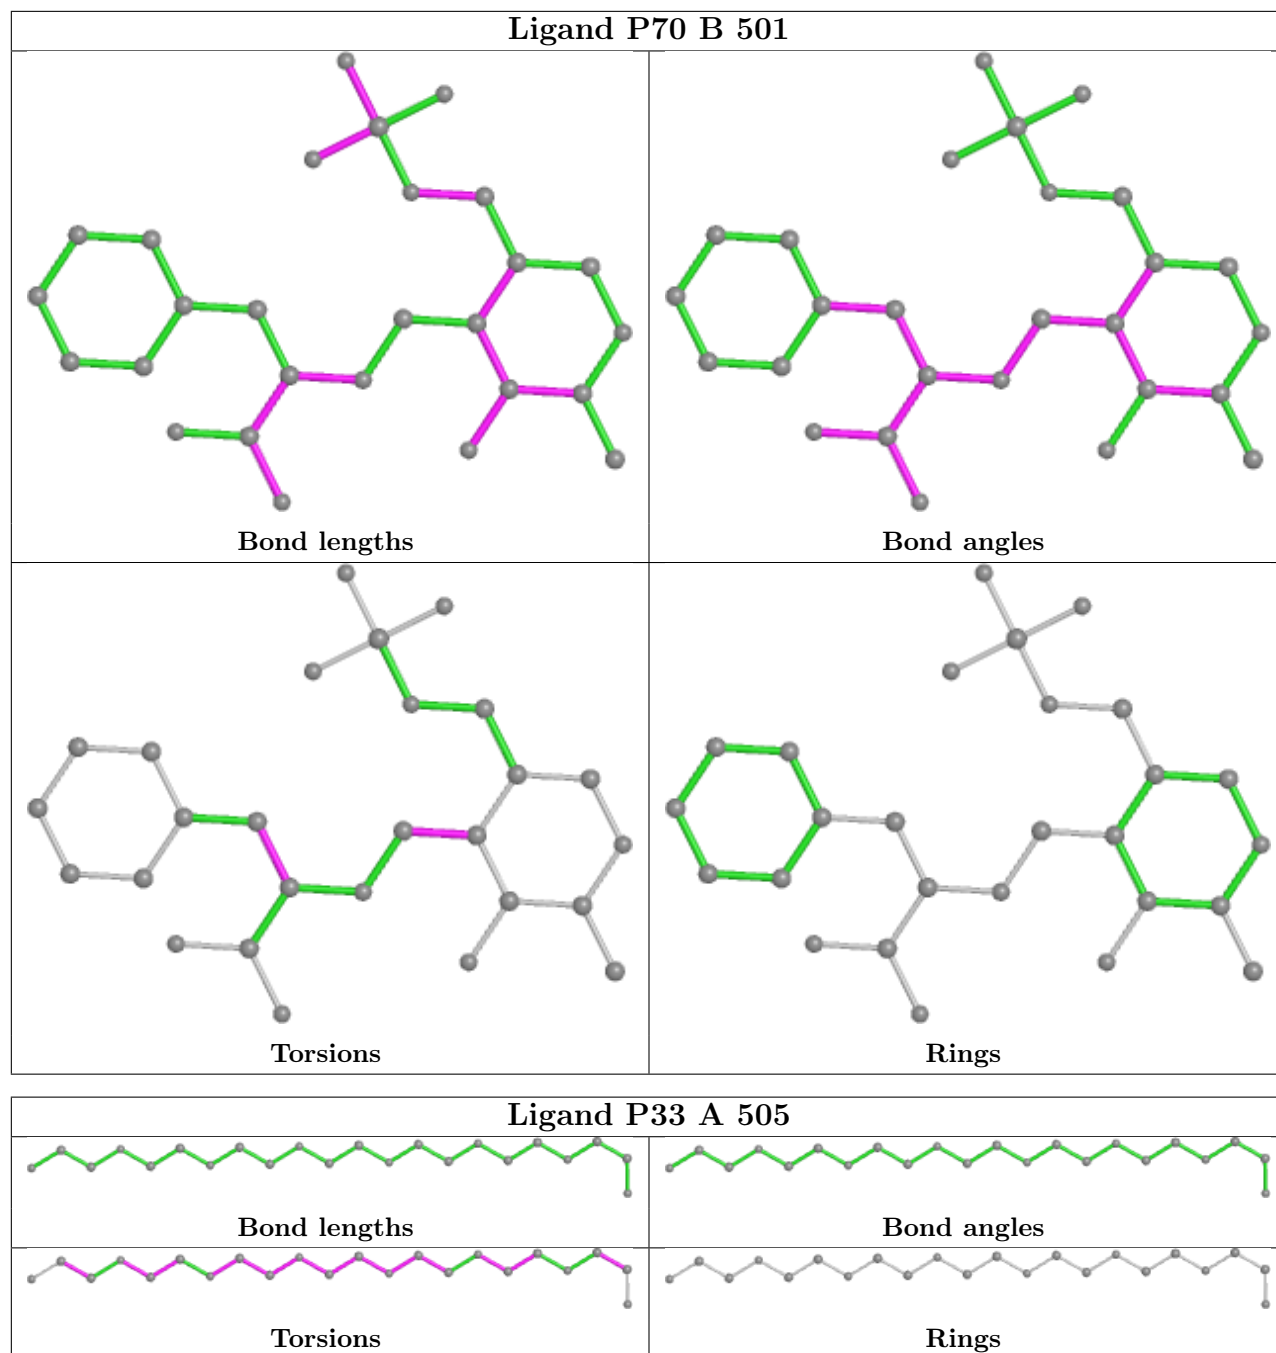 Ligand P70 B 501
Bond lengths
Bond angles
Torsions
Rings
Ligand P33 A 505
Bond lengths
Bond angles
Torsions
Rings